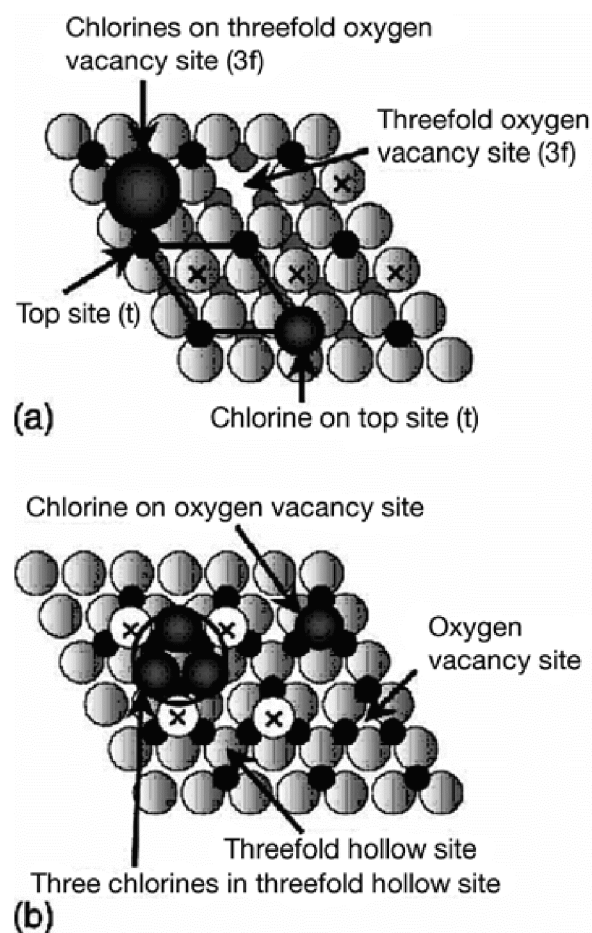 Chlorines on threefold oxygen
vacancy site (3f)
Threefold oxygen
vacancy site (3f)
×
× × ×
Top site (t)
Chlorine on top site (t)
(a)
Chlorine on oxygen vacancy site
Oxygen
vacancy site
× ×
× ×
Threefold hollow site
Three chlorines in threefold hollow site
(b)